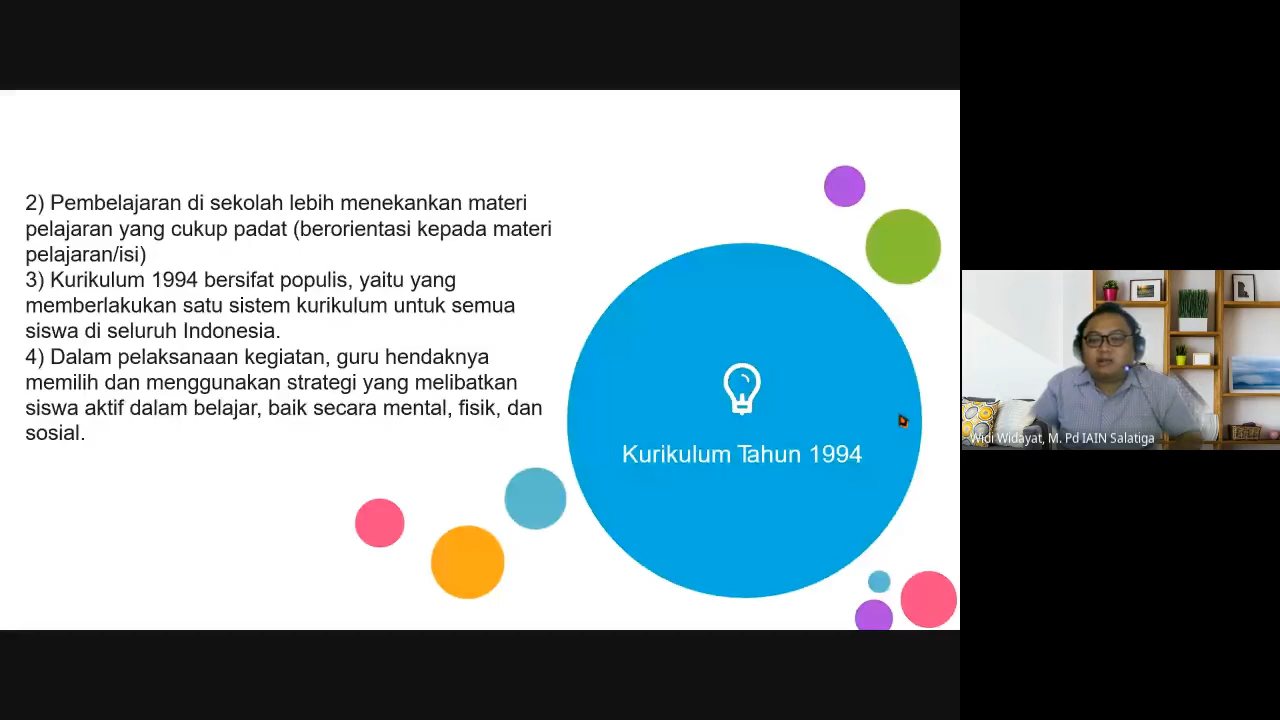 2) Pembelajaran di sekolah lebih menekankan materi
pelajaran yang cukup padat (berorientasi kepada materi
pelajaran/isi)
3) Kurikulum 1994 bersifat populis, yaitu yang
memberlakukan satu sistem kurikulum untuk semua
siswa di seluruh Indonesia.
4) Dalam pelaksanaan kegiatan, guru hendaknya
memilih dan menggunakan strategi yang melibatkan
siswa aktif dalam belajar, baik secara mental, fisik, dan
sosial.
Kurikulum Tahun 1994
Widi Widayat, M. Pd IAIN Salatiga